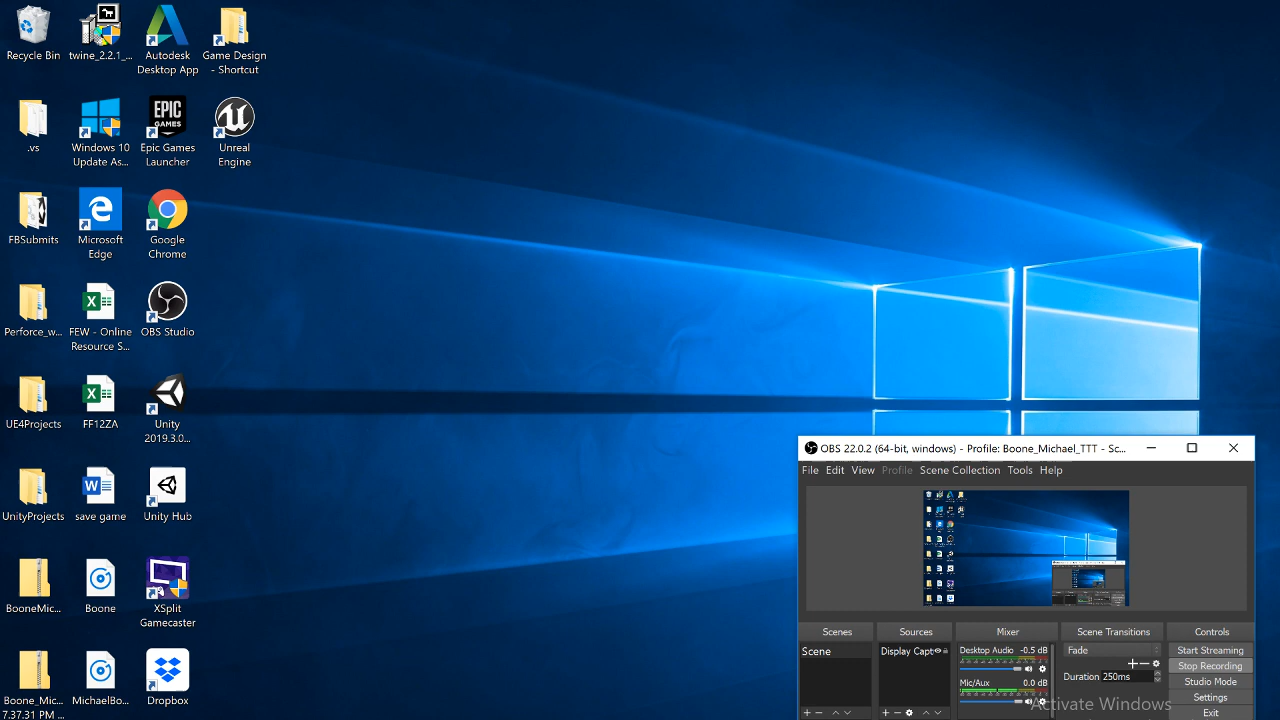 Recycle Bin
twine_2.2.1_...
Autodesk
Desktop App
Game Design
- Shortcut
.vs
Windows 10
Update As...
EPIC
GAMES
Epic Games
Launcher
Unreal
Engine
FBSubmits
Microsoft
Edge
Google
Chrome
Perforce_w...
FEW - Online
Resource S...
OBS Studio
UE4Projects
FF12ZA
Unity
2019.3.0...
UnityProjects
save game
Unity Hub
BooneMic...
Boone
XSplit
Gamecaster
Boone_Mic...
7.37.31 PM ...
MichaelBo...
Dropbox
OBS 22.0.2 (64-bit, windows) - Profile: Boone_Michael_TTT - Sc...
File Edit View Profile Scene Collection Tools Help
Scenes
Sources
Mixer
Scene Transitions
Controls
Scene
Display Capt
Desktop Audio -0.5 dB
Mic/Aux 0.0 dB
Fade
Duration 250ms
Start Streaming
Stop Recording
Studio Mode
Settings
Exit
Activate Windows